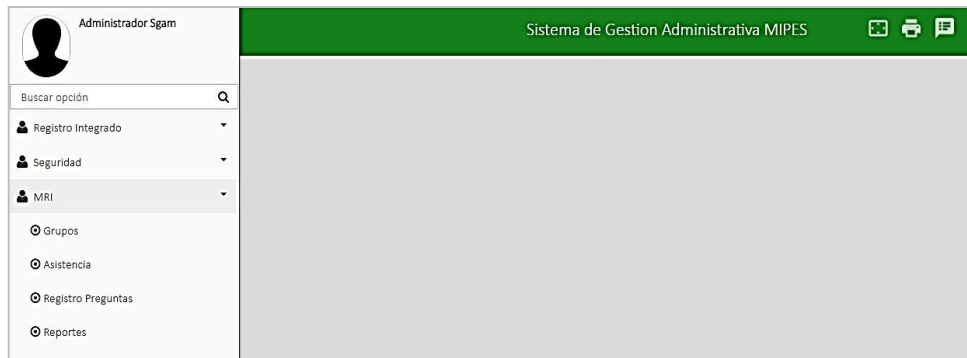 Administrador Sgam
Sistema de Gestion Administrativa MIPES
Buscar opción
Registro Integrado
Seguridad
MRI
Grupos
Asistencia
Registro Preguntas
Reportes